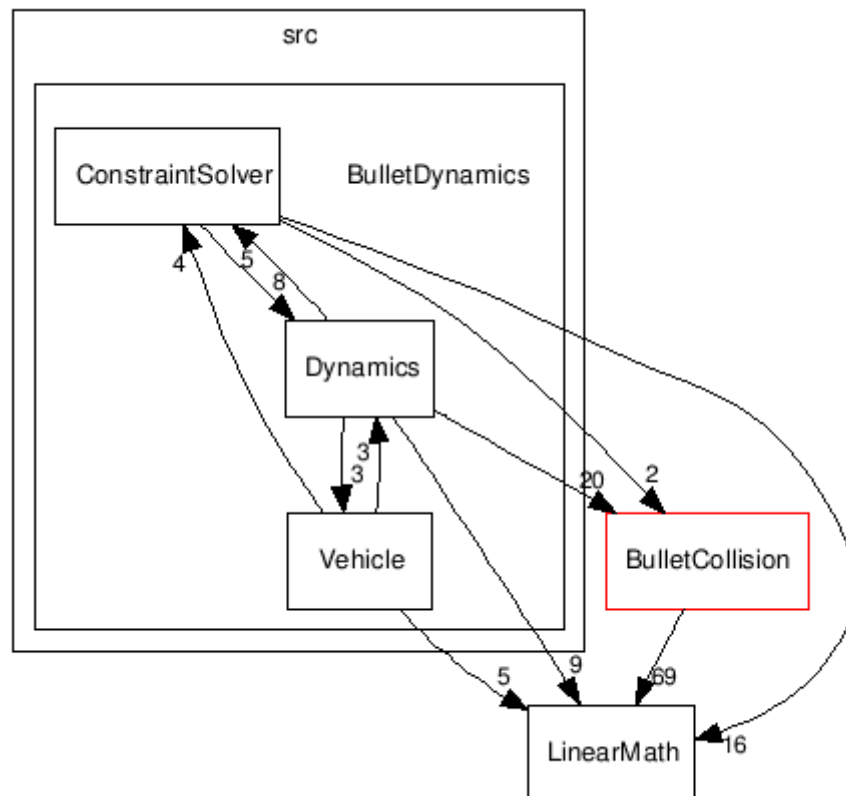 src
ConstraintSolver
BulletDynamics
4
5
8
Dynamics
3
3
20
2
Vehicle
BulletCollision
5
9
69
16
LinearMath